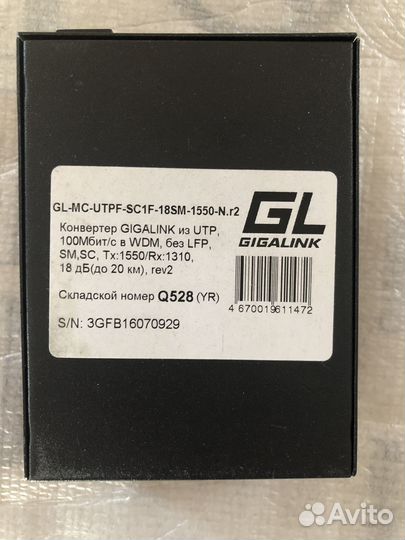 GL-MC-UTPF-SC1F-18SM-1550-N.r2
Конвертер GIGALINK из UTP,
100Мбит/с в WDM, без LFP,
SM,SC, Tx:1550/Rx:1310,
18 дБ(до 20 км), rev2
GL
GIGALINK
Складской номер Q528 (YR)
4 670019 611472
S/N: 3GFB16070929
Avito